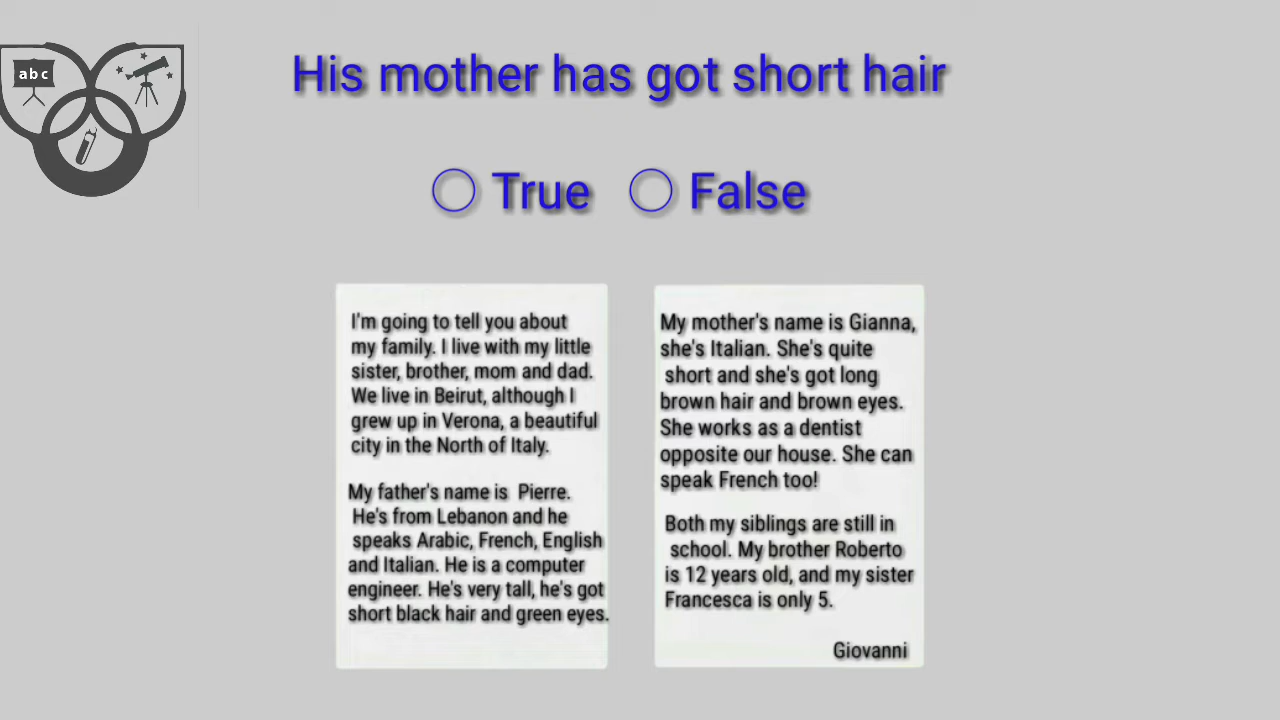 abc
His mother has got short hair
True False
I'm going to tell you about
my family. I live with my little
sister, brother, mom and dad.
We live in Beirut, although I
grew up in Verona, a beautiful
city in the North of Italy.
My father's name is Pierre.
He's from Lebanon and he
speaks Arabic, French, English
and Italian. He is a computer
engineer. He's very tall, he's got
short black hair and green eyes.
My mother's name is Gianna,
she's Italian. She's quite
short and she's got long
brown hair and brown eyes.
She works as a dentist
opposite our house. She can
speak French too!
Both my siblings are still in
school. My brother Roberto
is 12 years old, and my sister
Francesca is only 5.
Giovanni